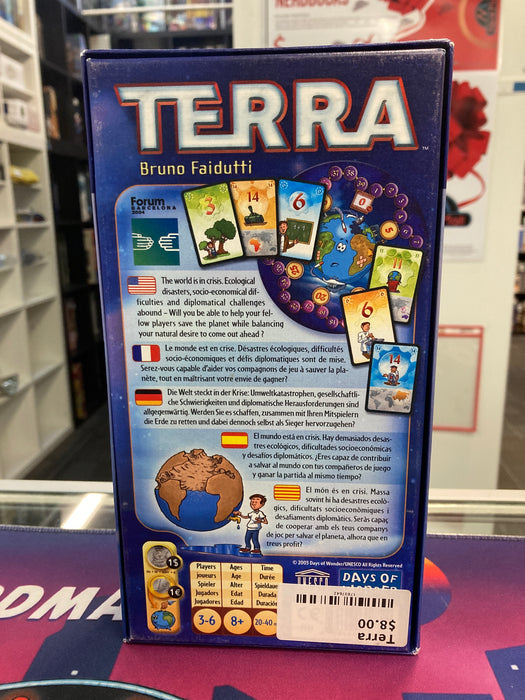 TERRA
TM
Bruno Faidutti
Forum
BARCELONA
2004
3
14
6
0
11
6
14
The world is in crisis. Ecological
disasters, socio-economical dif-
ficulties and diplomatical challenges
abound – Will you be able to help your fel-
low players save the planet while balancing
your natural desire to come out ahead ?
Le monde est en crise. Désastres écologiques, difficultés
socio-économiques et défis diplomatiques sont de mise.
Serez-vous capable d'aider vos compagnons de jeu à sauver la pla-
nète, tout en maîtrisant votre envie de gagner?
Die Welt steckt in der Krise: Umweltkatastrophen, gesellschaftli-
che Schwierigkeiten und diplomatische Herausforderungen sind
allgegenwärtig. Werden Sie es schaffen, zusammen mit Ihren Mitspielern
die Erde zu retten und dabei dennoch selbst als Sieger hervorzugehen?
El mundo está en crisis. Hay demasiados desas-
tres ecológicos, dificultades socioeconómicas
y desafíos diplomáticos. ¿Eres capaz de contribuir
a salvar al mundo con tus compañeros de juego
y ganar la partida al mismo tiempo?
El món és en crisi. Massa
sovint hi ha desastres ecolò-
gics, dificultats socioeconòmiques i
desafiaments diplomàtics. Seràs capaç
de cooperar amb els teus companys
de joc per salvar el planeta, alhora que en
treus profit?
© 2003 Days of Wonder/UNESCO All Rights Reserved
1$
1€
Players Ages Time
Joueurs Age Durée
Spieler Alter Spieldauer
Jugadores Edad Durada
Jugadors Edat Duración
3-6 8+ 20-40
UNESCO
DAYS OF
Terra
$8.00